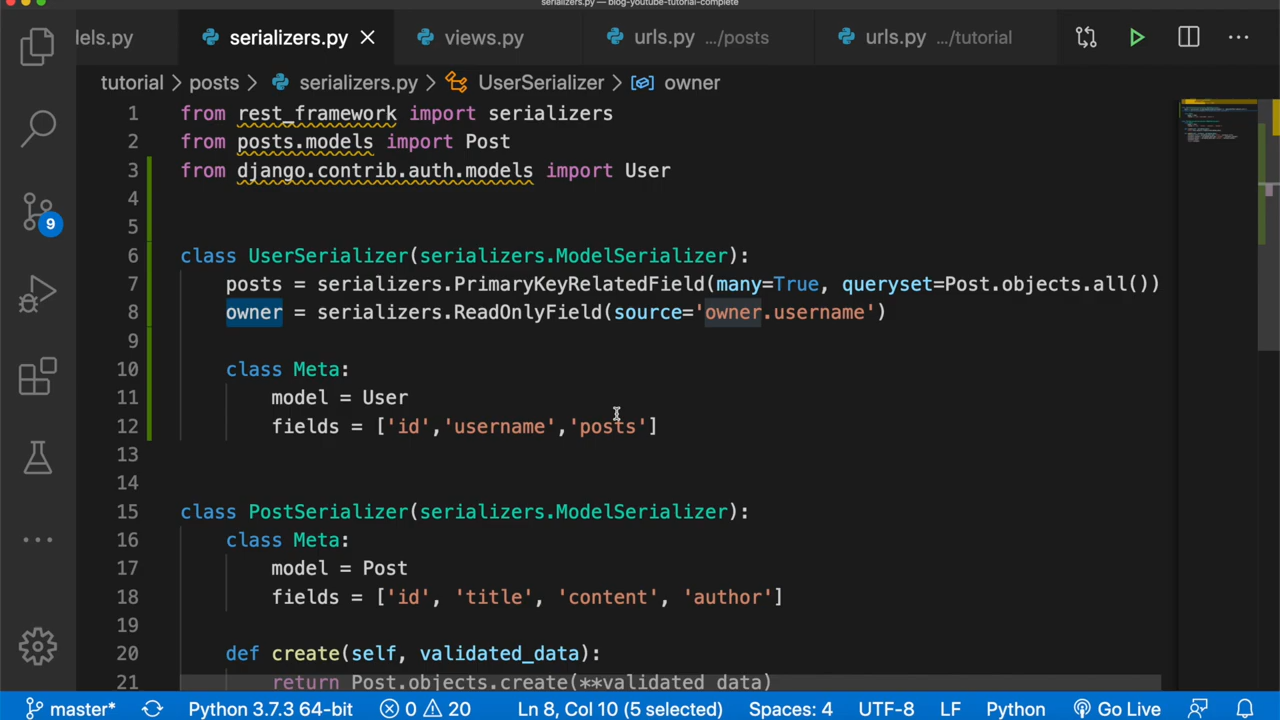 serializers.py — blog-youtube-tutorial-complete
dels.py serializers.py views.py urls.py .../posts urls.py .../tutorial
tutorial > posts > serializers.py > UserSerializer > owner
1 from rest_framework import serializers
2 from posts.models import Post
3 from django.contrib.auth.models import User
4
5
6 class UserSerializer(serializers.ModelSerializer):
7 posts = serializers.PrimaryKeyRelatedField(many=True, queryset=Post.objects.all())
8 owner = serializers.ReadOnlyField(source='owner.username')
9
10 class Meta:
11 model = User
12 fields = ['id','username','posts']
13
14
15 class PostSerializer(serializers.ModelSerializer):
16 class Meta:
17 model = Post
18 fields = ['id', 'title', 'content', 'author']
19
20 def create(self, validated_data):
21 return Post.objects.create(**validated_data)
9
master* Python 3.7.3 64-bit 0 20 Ln 8, Col 10 (5 selected) Spaces: 4 UTF-8 LF Python Go Live